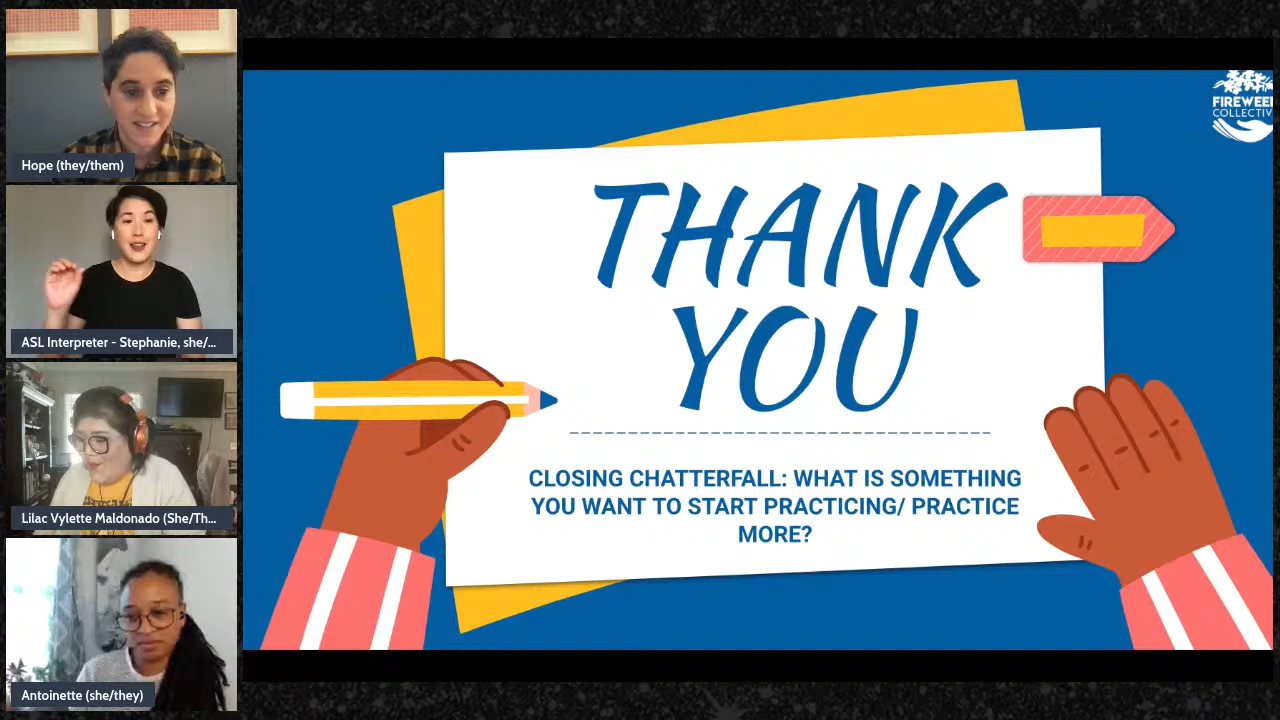 Hope (they/them)
ASL Interpreter - Stephanie, she/...
Lilac Vylette Maldonado (She/Th...
Antoinette (she/they)
THANK
YOU
CLOSING CHATTERFALL: WHAT IS SOMETHING
YOU WANT TO START PRACTICING/ PRACTICE
MORE?
FIREWEE
COLLECTIV